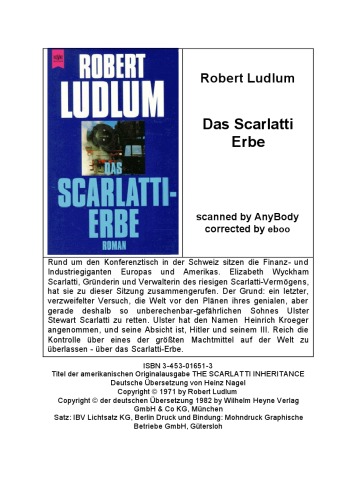 ROBERT
LUDLUM
DAS
SCARLATTI-
ERBE
ROMAN
Robert Ludlum
Das Scarlatti
Erbe
scanned by AnyBody
corrected by eboo
Rund um den Konferenztisch in der Schweiz sitzen die Finanz- und
Industriegiganten Europas und Amerikas. Elizabeth Wyckham
Scarlatti, Gründerin und Verwalterin des riesigen Scarlatti-Vermögens,
hat sie zu dieser Sitzung zusammengerufen. Der Grund: ein letzter,
verzweifelter Versuch, die Welt vor den Plänen ihres genialen, aber
gerade deshalb so unberechenbar-gefährlichen Sohnes Ulster
Stewart Scarlatti zu retten. Ulster hat den Namen Heinrich Kroeger
angenommen, und seine Absicht ist, Hitler und seinem III. Reich die
Kontrolle über eines der größten Machtmittel auf der Welt zu
überlassen - über das Scarlatti-Erbe.
ISBN 3-453-01651-3
Titel der amerikanischen Originalausgabe THE SCARLATTI INHERITANCE
Deutsche Übersetzung von Heinz Nagel
Copyright © 1971 by Robert Ludlum
Copyright © der deutschen Übersetzung 1982 by Wilhelm Heyne Verlag
GmbH & Co KG, München
Satz: IBV Lichtsatz KG, Berlin Druck und Bindung: Mohndruck Graphische
Betriebe GmbH, Gütersloh